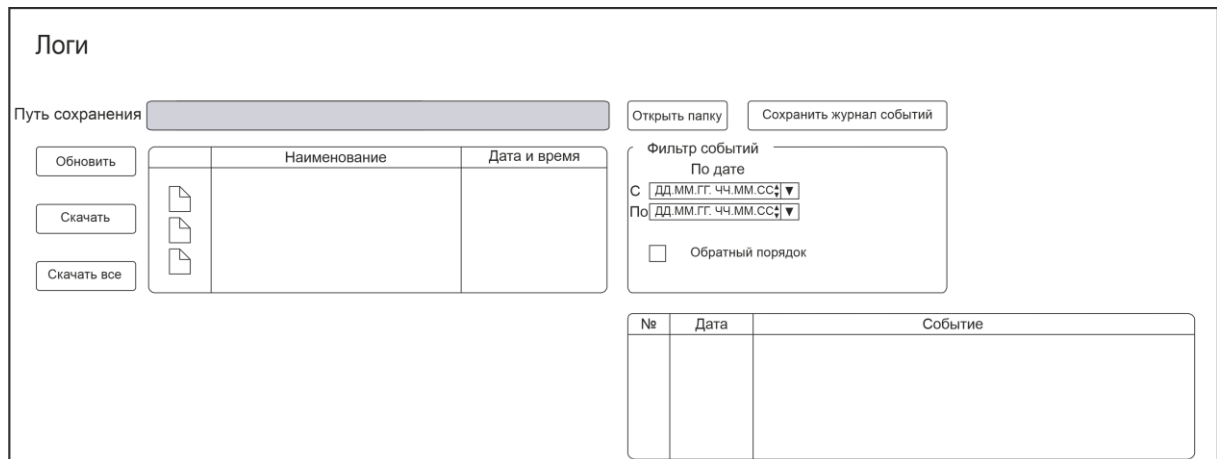 Логи
Путь сохранения
Открыть папку
Сохранить журнал событий
Обновить
Скачать
Скачать все
Наименование
Дата и время
Фильтр событий
По дате
С ДД.ММ.ГГ. ЧЧ.ММ.СС
По ДД.ММ.ГГ. ЧЧ.ММ.СС
Обратный порядок
№ Дата Событие